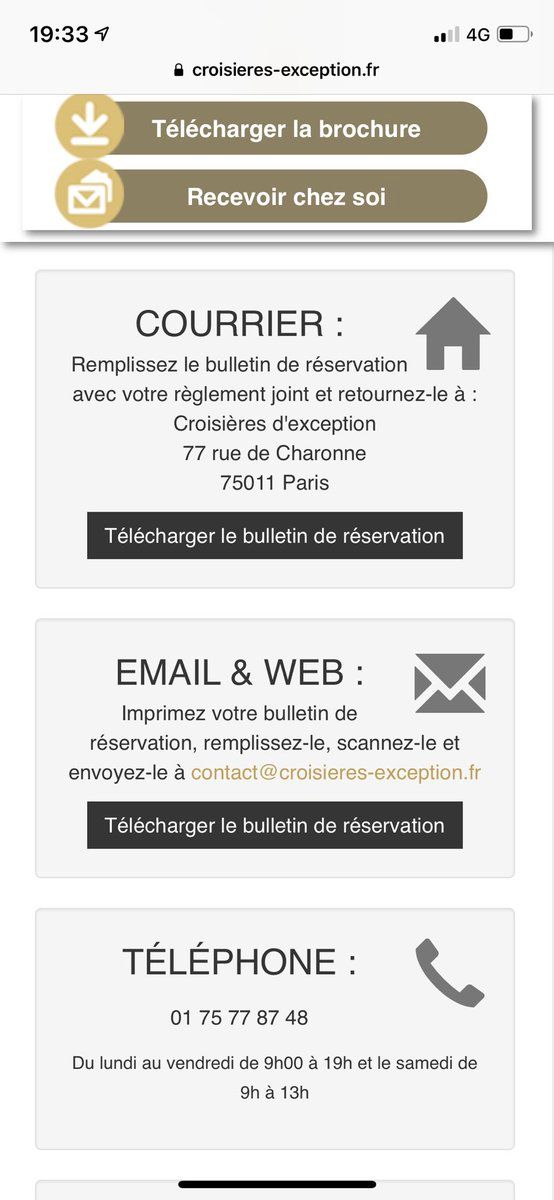 19:33
4G
croisieres-exception.fr
Télécharger la brochure
Recevoir chez soi
COURRIER :
Remplissez le bulletin de réservation
avec votre règlement joint et retournez-le à :
Croisières d'exception
77 rue de Charonne
75011 Paris
Télécharger le bulletin de réservation
EMAIL & WEB :
Imprimez votre bulletin de
réservation, remplissez-le, scannez-le et
envoyez-le à contact@croisieres-exception.fr
Télécharger le bulletin de réservation
TÉLÉPHONE :
01 75 77 87 48
Du lundi au vendredi de 9h00 à 19h et le samedi de
9h à 13h